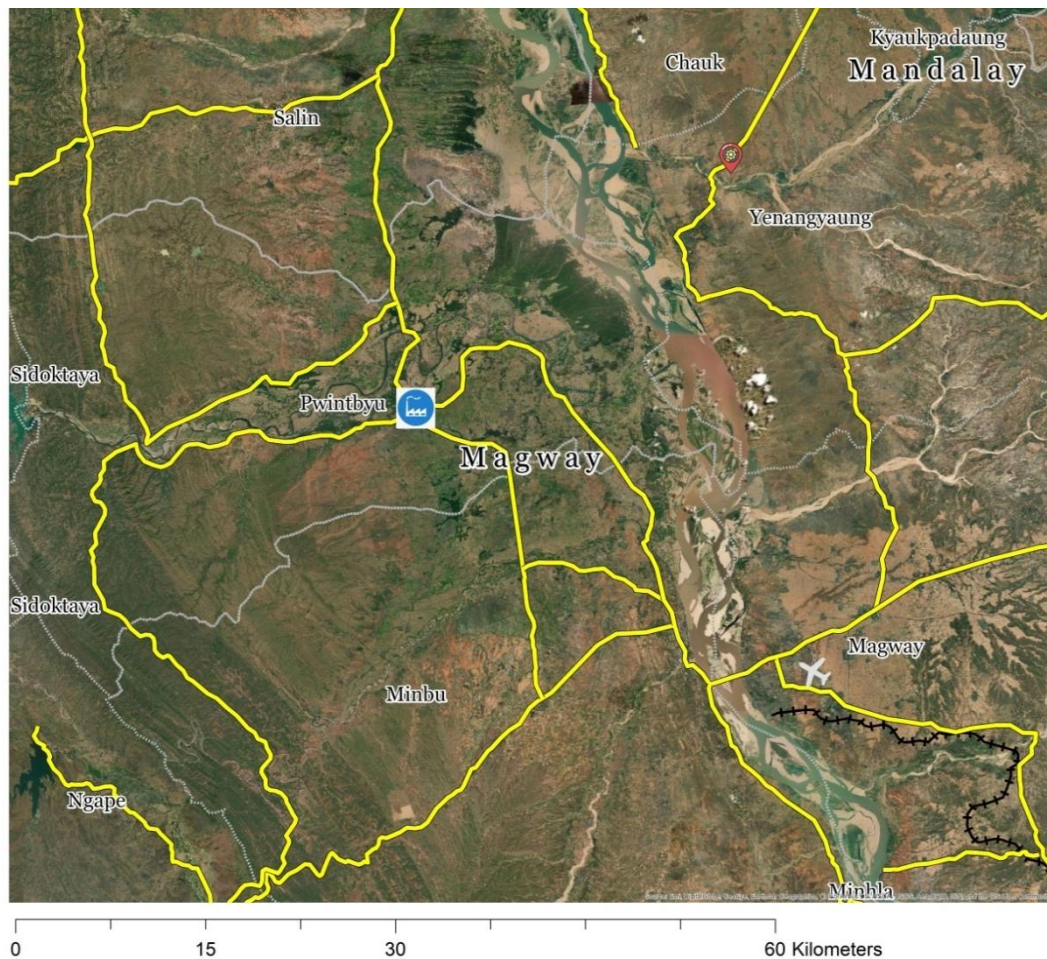 Kyaukpadaung
Chauk
Mandalay
Salin
Yenangyaung
Sidoktaya
Pwintbyu
Magway
Sidoktaya
Magway
Minbu
Ngape
Minhla
0 15 30 60 Kilometers